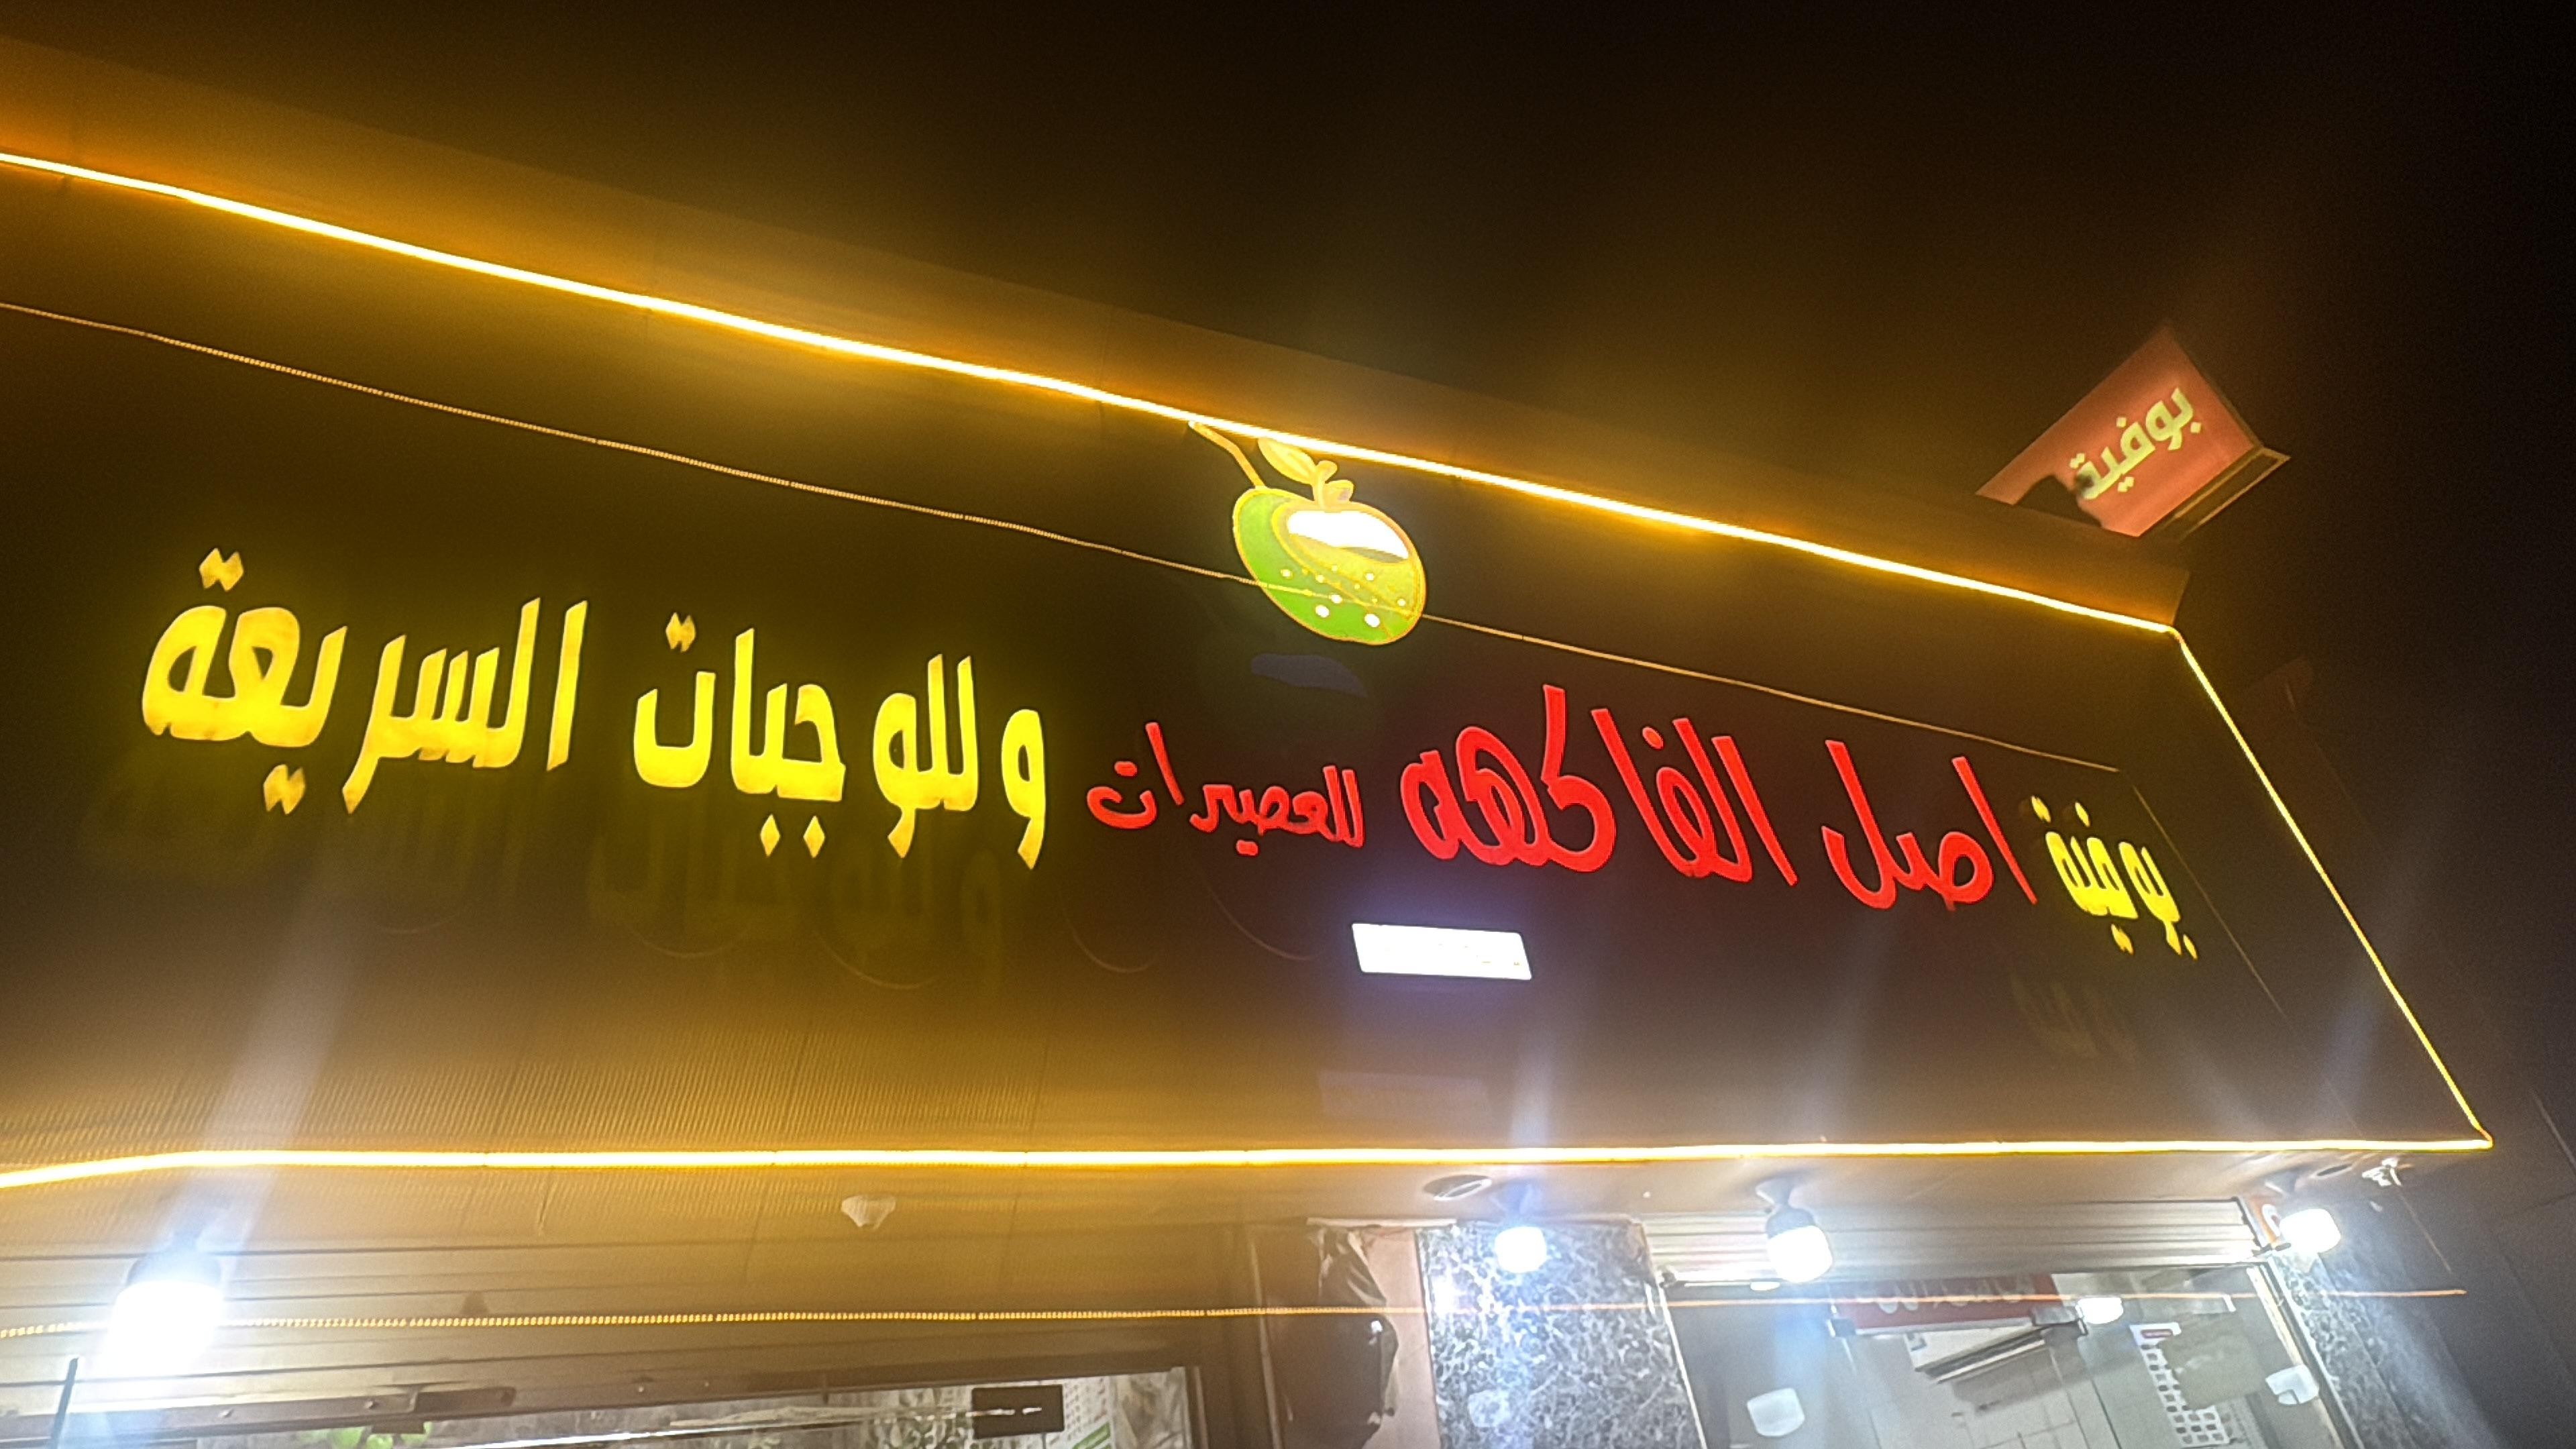 بوفية
بوفية اصل الفاكهه للعصيرات وللوجبات السريعة